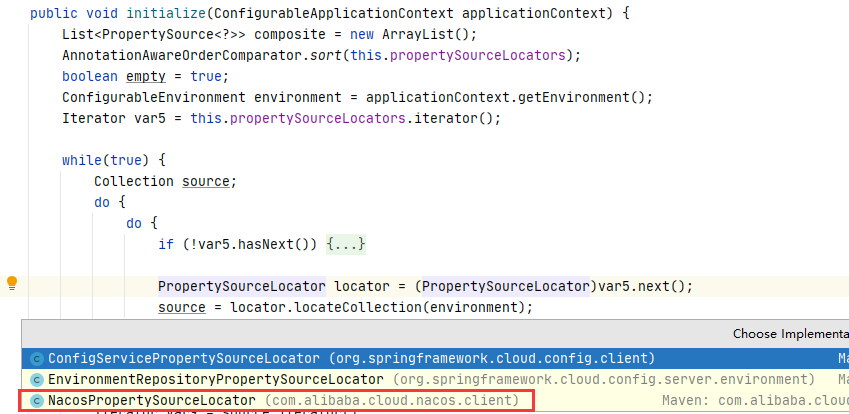 public void initialize(ConfigurableApplicationContext applicationContext) {
List<PropertySource<?>> composite = new ArrayList();
AnnotationAwareOrderComparator.sort(this.propertySourceLocators);
boolean empty = true;
ConfigurableEnvironment environment = applicationContext.getEnvironment();
Iterator var5 = this.propertySourceLocators.iterator();
while(true) {
Collection source;
do {
do {
if (!var5.hasNext()) {...}
PropertySourceLocator locator = (PropertySourceLocator)var5.next();
source = locator.locateCollection(environment);
Choose Implementa
C ConfigServicePropertySourceLocator (org.springframework.cloud.config.client) Ma
C EnvironmentRepositoryPropertySourceLocator (org.springframework.cloud.config.server.environment) Ma
C NacosPropertySourceLocator (com.alibaba.cloud.nacos.client) Maven: com.alibaba.cloud